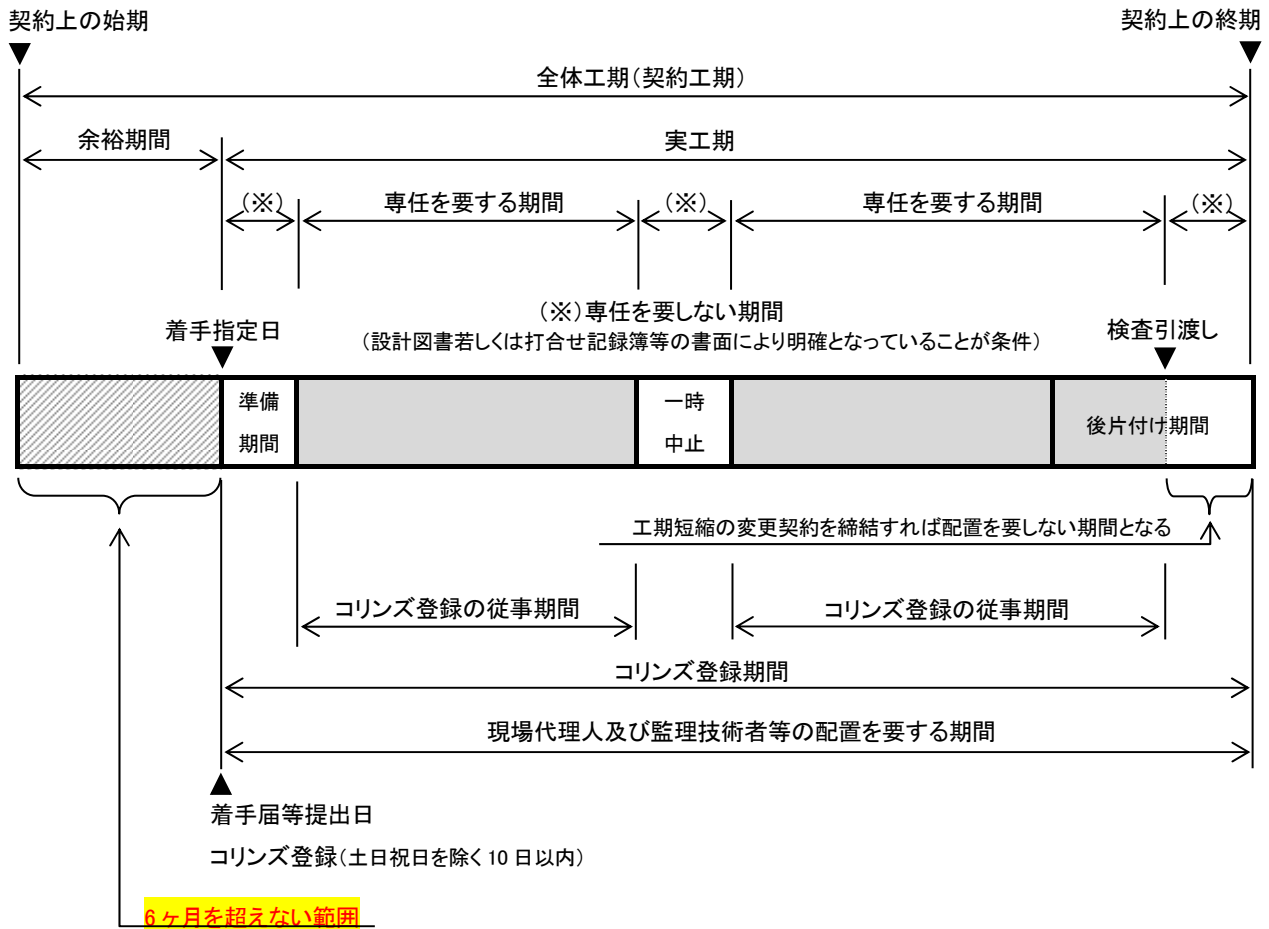 契約上の始期
契約上の終期
▼
▼
全体工期(契約工期)
余裕期間
実工期
(※)
専任を要する期間
(※)
専任を要する期間
(※)
(※)専任を要しない期間
(設計図書若しくは打合せ記録簿等の書面により明確となっていることが条件)
着手指定日
▼
検査引渡し
▼
準備
期間
一時
中止
後片付け期間
工期短縮の変更契約を締結すれば配置を要しない期間となる
コリンズ登録の従事期間
コリンズ登録の従事期間
コリンズ登録期間
現場代理人及び監理技術者等の配置を要する期間
▲
着手届等提出日
コリンズ登録(土日祝日を除く 10 日以内)
6 ヶ月を超えない範囲